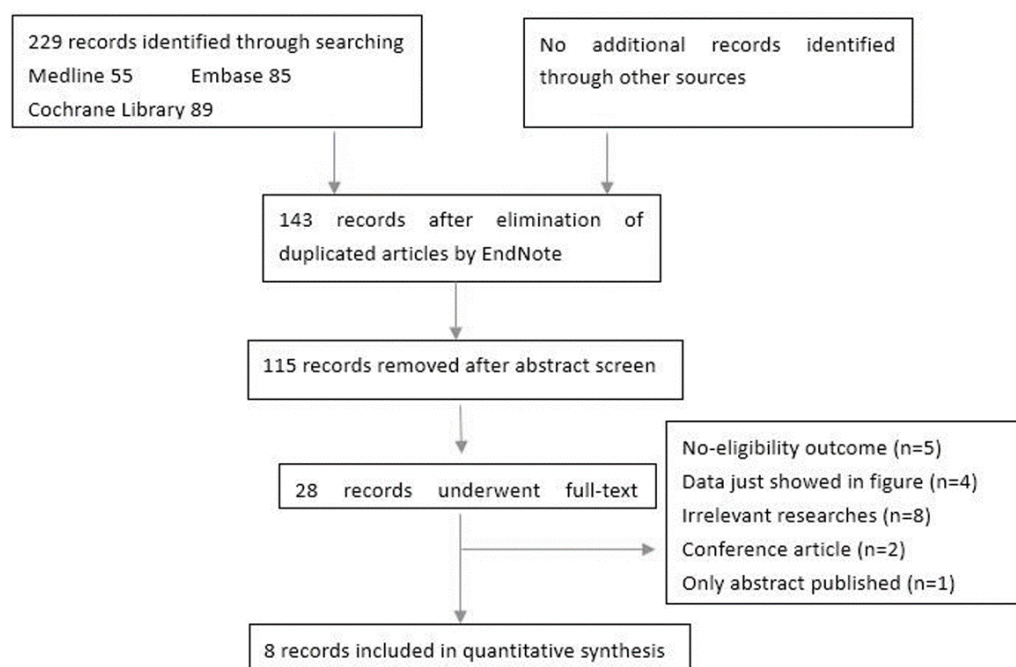 229 records identified through searching
Medline 55 Embase 85
Cochrane Library 89
No additional records identified
through other sources
143 records after elimination of
duplicated articles by EndNote
115 records removed after abstract screen
28 records underwent full-text
No-eligibility outcome (n=5)
Data just showed in figure (n=4)
Irrelevant researches (n=8)
Conference article (n=2)
Only abstract published (n=1)
8 records included in quantitative synthesis